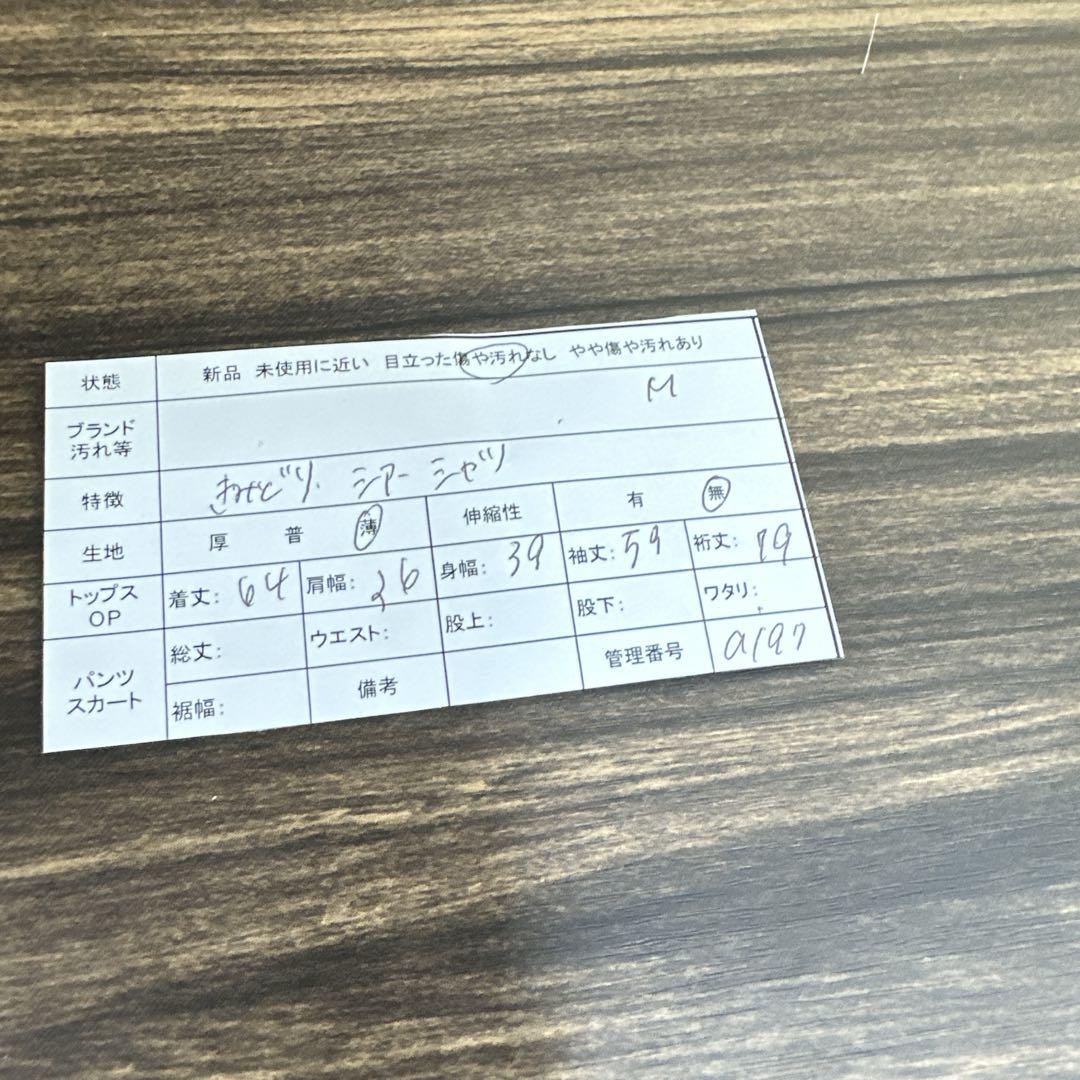 状態 新品 未使用に近い 目立った傷や汚れなし やや傷や汚れあり
ブランド 汚れ等 M
特徴 シアー シャツ
生地 厚 普 薄 伸縮性 有 無
トップス OP 着丈: 64 肩幅: 36 身幅: 39 袖丈: 59 裄丈: 79
パンツ スカート 総丈: ウエスト: 股上: 股下: ワタリ:
裾幅: 備考 管理番号 a197